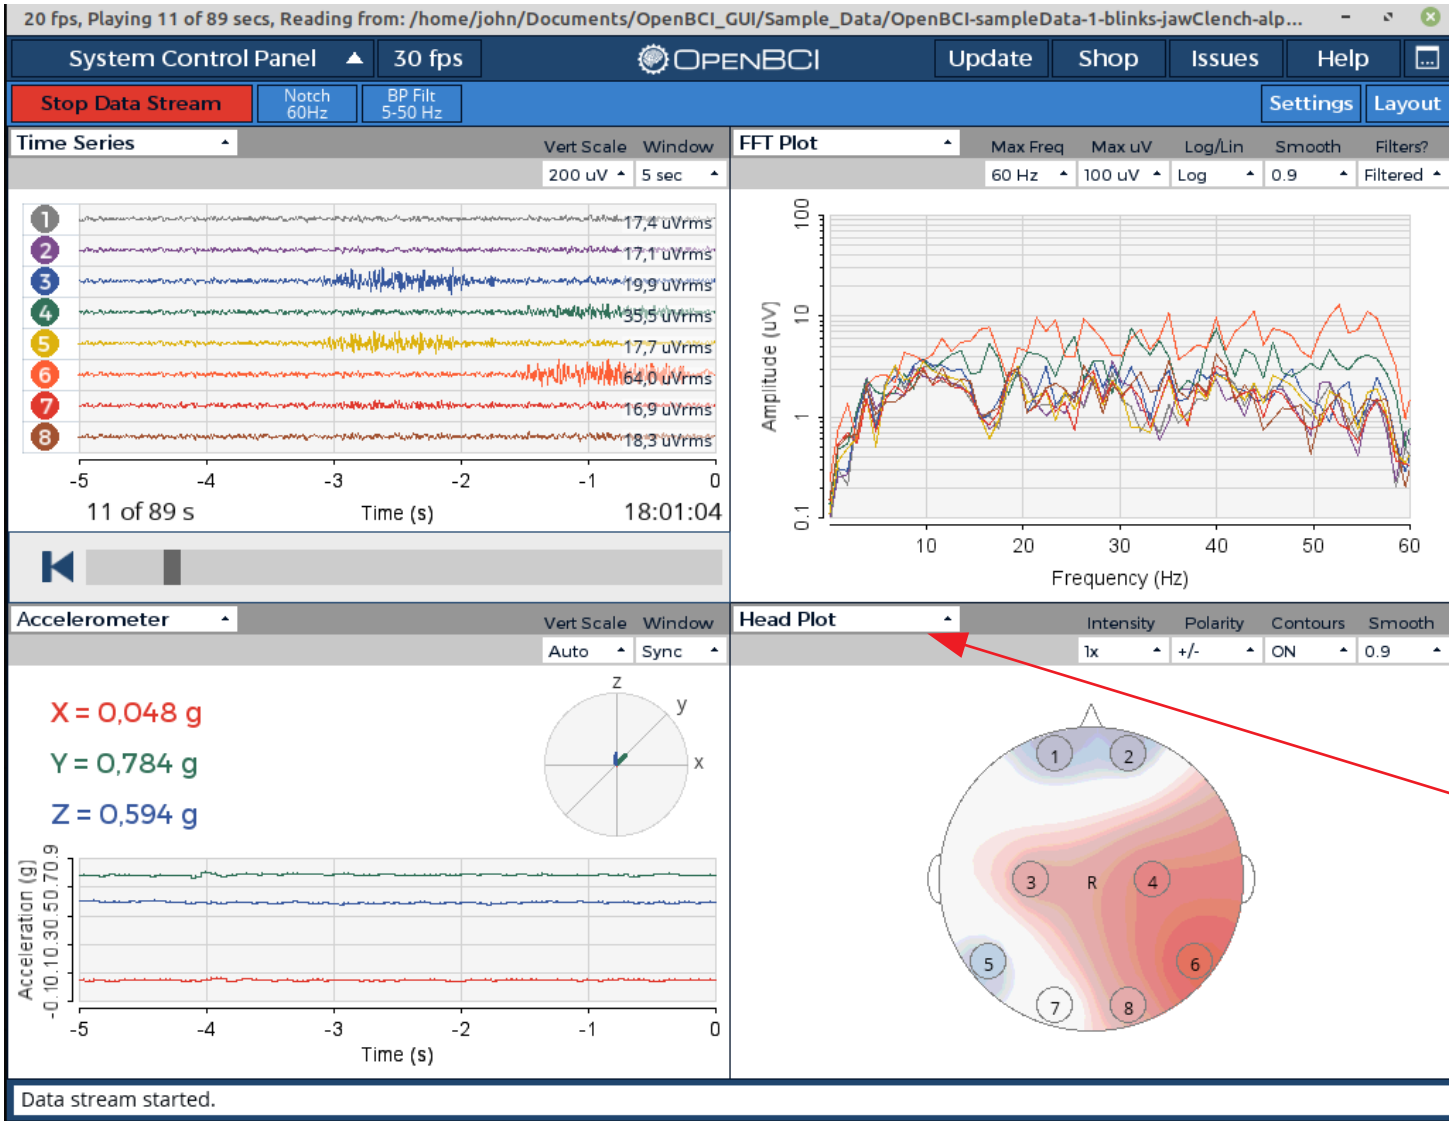 20 fps, Playing 11 of 89 secs, Reading from: /home/john/Documents/OpenBCI_GUI/Sample_Data/OpenBCI-sampleData-1-blinks-jawClench-alp...
System Control Panel 30 fps OPENBCI Update Shop Issues Help
Stop Data Stream Notch 60Hz BP Filt 5-50 Hz Settings Layout
Time Series
Vert Scale Window
200 uV 5 sec
1 17,4 uVrms
2 17,1 uVrms
3 19,9 uVrms
4 35,5 uVrms
5 17,7 uVrms
6 64,0 uVrms
7 16,9 uVrms
8 18,3 uVrms
-5 -4 -3 -2 -1 0
11 of 89 s Time (s) 18:01:04
FFT Plot
Max Freq Max uV Log/Lin Smooth Filters?
60 Hz 100 uV Log 0.9 Filtered
Amplitude (uV)
100
10
1
0.1
10 20 30 40 50 60
Frequency (Hz)
Accelerometer
Vert Scale Window
Auto Sync
X = 0,048 g
Y = 0,784 g
Z = 0,594 g
z
y
x
Acceleration (g)
-0.10.10.30.50.70.9
-5 -4 -3 -2 -1 0
Time (s)
Head Plot
Intensity Polarity Contours Smooth
1x +/- ON 0.9
1 2
3 R 4
5 6
7 8
Data stream started.